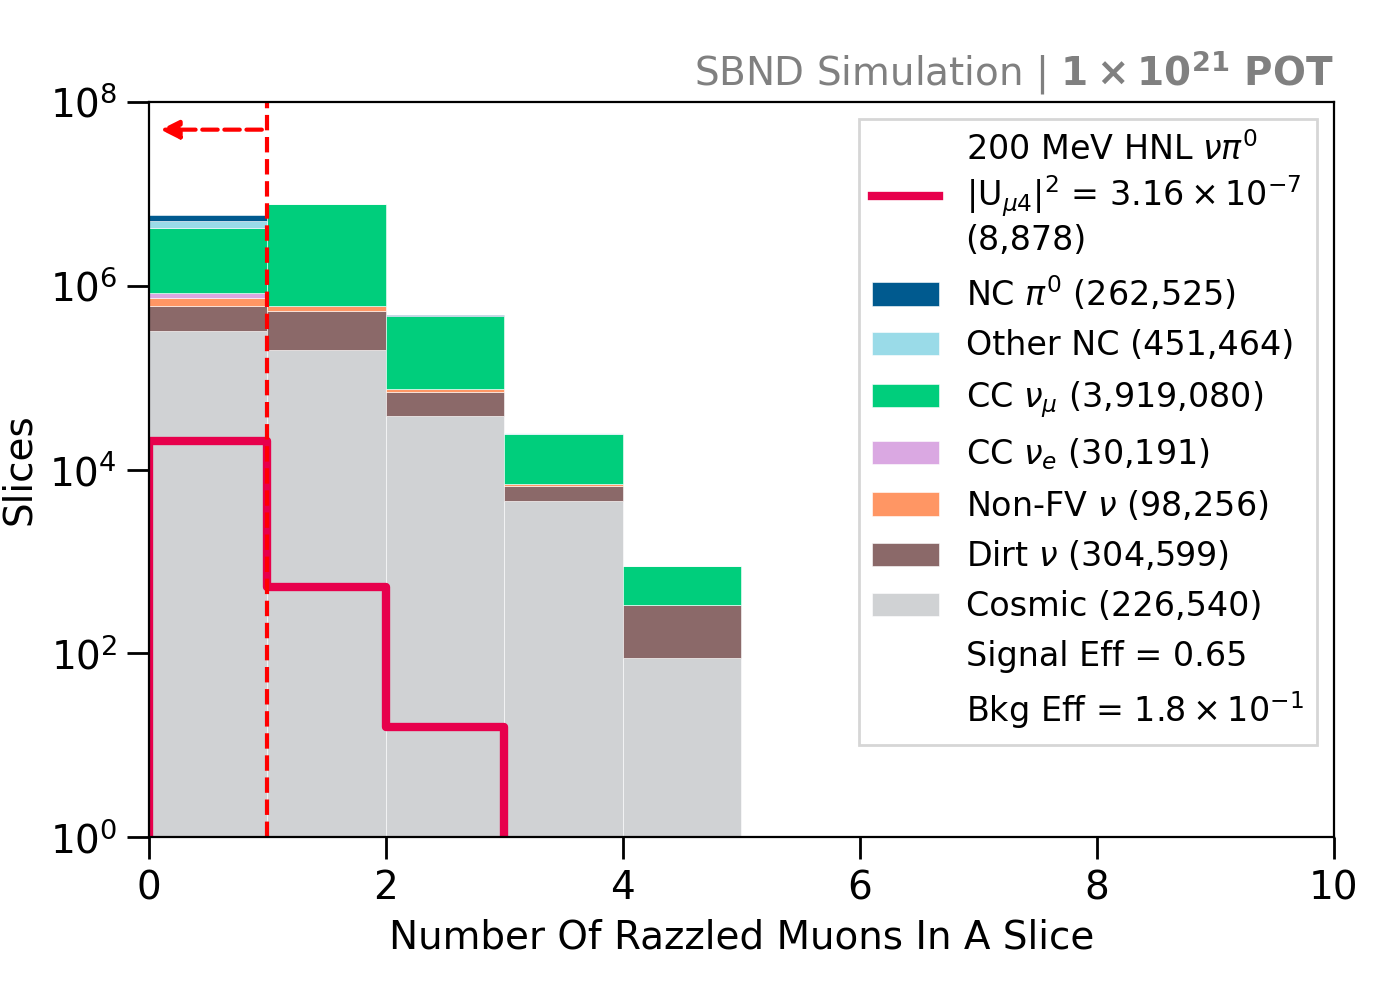 SBND Simulation | 1 × 10²¹ POT
10⁸
10⁶
10⁴
10²
10⁰
Slices
200 MeV HNL νπ⁰
|U_μ4|² = 3.16 × 10⁻⁷
(8,878)
NC π⁰ (262,525)
Other NC (451,464)
CC ν_μ (3,919,080)
CC ν_e (30,191)
Non-FV ν (98,256)
Dirt ν (304,599)
Cosmic (226,540)
Signal Eff = 0.65
Bkg Eff = 1.8 × 10⁻¹
0 2 4 6 8 10
Number Of Razzled Muons In A Slice